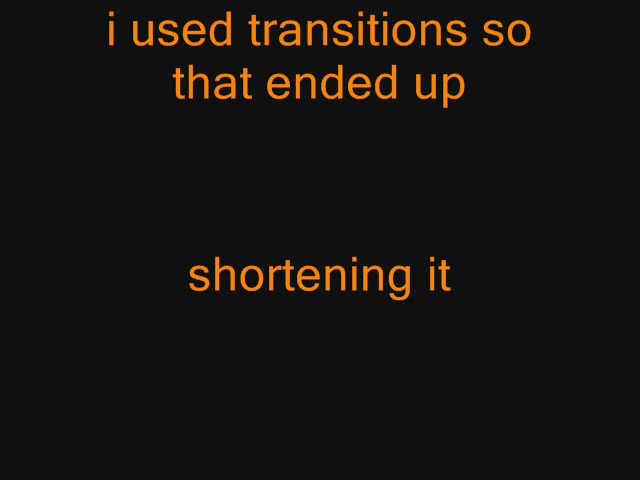 i used transitions so
that ended up
shortening it